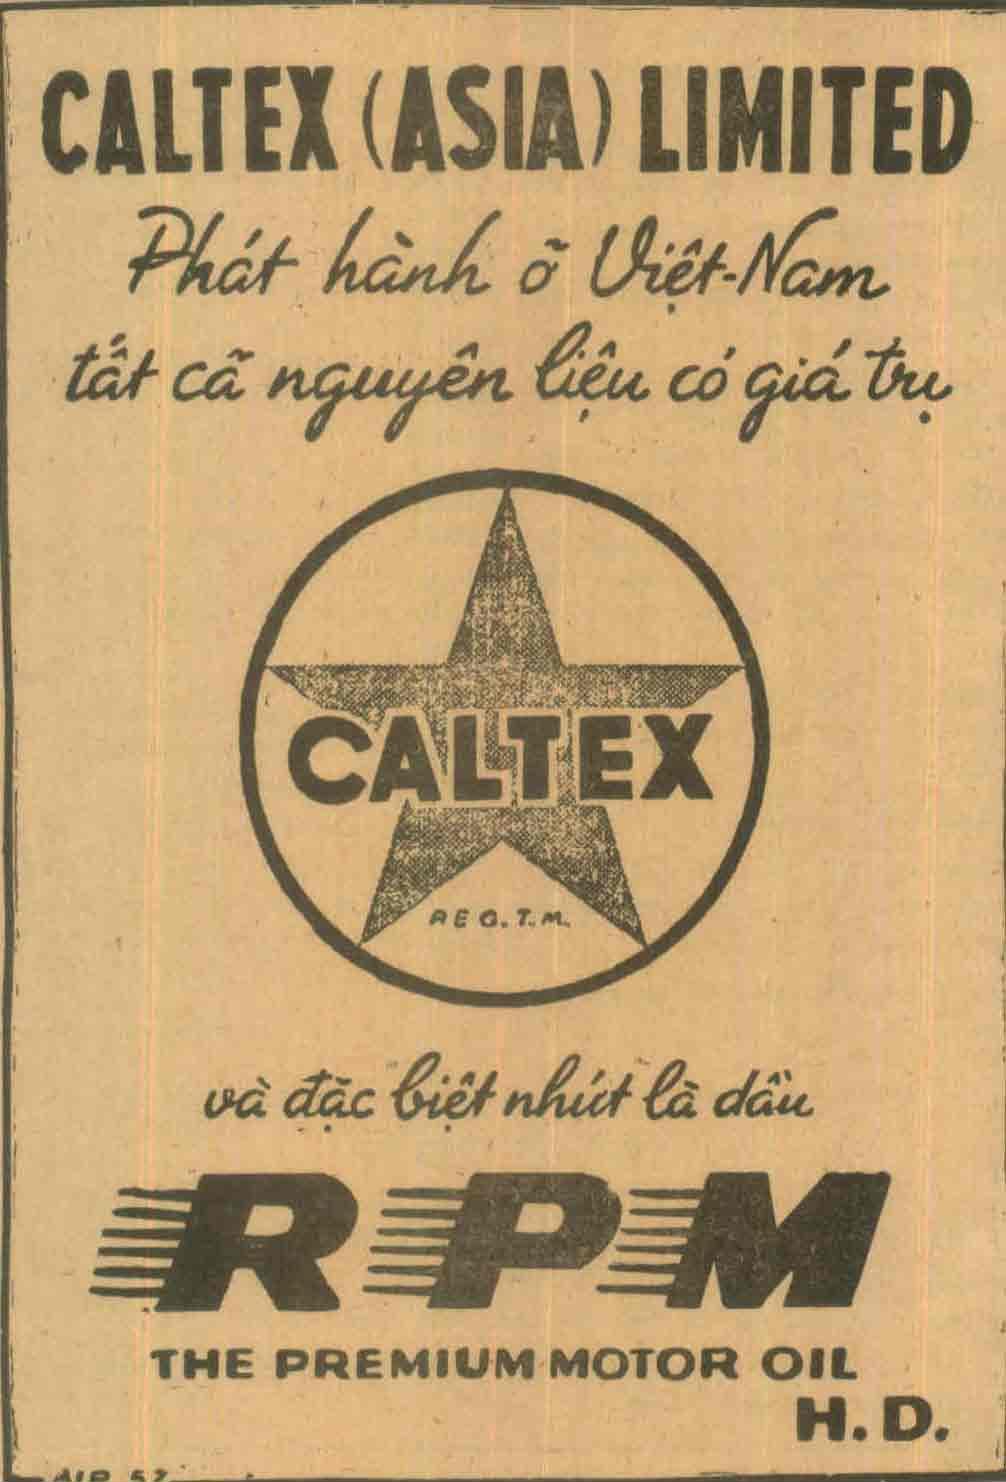 CALTEX (ASIA) LIMITED
Phát hành ỡ Việt-Nam
tất cã nguyên liệu có giá trị
CALTEX
REG. T. M.
và đặc biệt nhứt là dầu
RPM
THE PREMIUM MOTOR OIL
H. D.